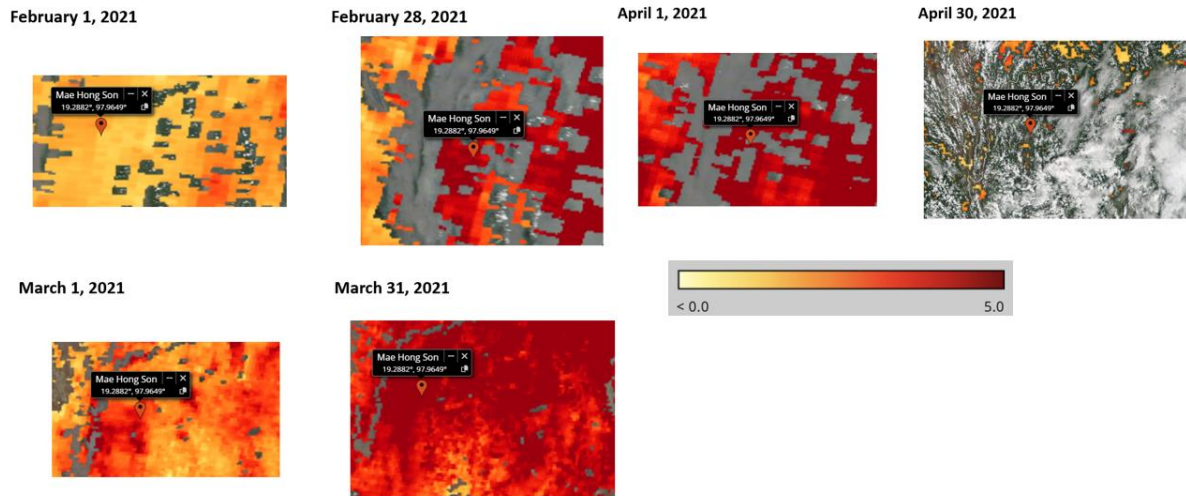 February 1, 2021
Mae Hong Son
19.2882°, 97.9649°
February 28, 2021
Mae Hong Son
19.2882°, 97.9649°
April 1, 2021
Mae Hong Son
19.2882°, 97.9649°
April 30, 2021
Mae Hong Son
19.2882°, 97.9649°
March 1, 2021
Mae Hong Son
19.2882°, 97.9649°
March 31, 2021
Mae Hong Son
19.2882°, 97.9649°
< 0.0 5.0